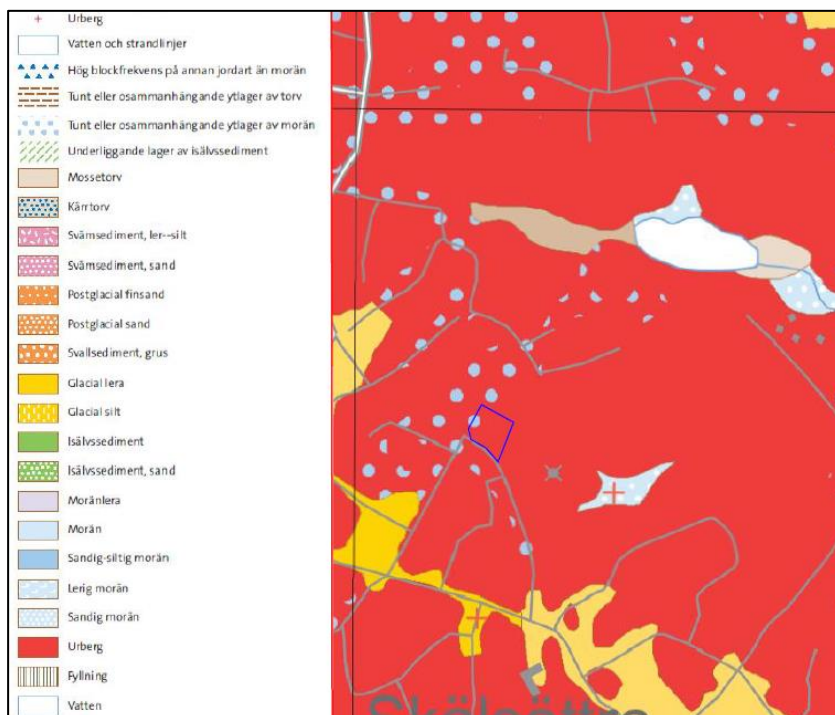 Urberg
Vatten och strandlinjer
Hög blockfrekvens på annan jordart än morän
Tunt eller osammanhängande ytlager av torv
Tunt eller osammanhängande ytlager av morän
Underliggande lager av isälvssediment
Mossetorv
Kärrtorv
Svämsediment, ler--silt
Svämsediment, sand
Postglacial finsand
Postglacial sand
Svallsediment, grus
Glacial lera
Glacial silt
Isälvssediment
Isälvssediment, sand
Moränlera
Morän
Sandig-siltig morän
Lerig morän
Sandig morän
Urberg
Fyllning
Vatten